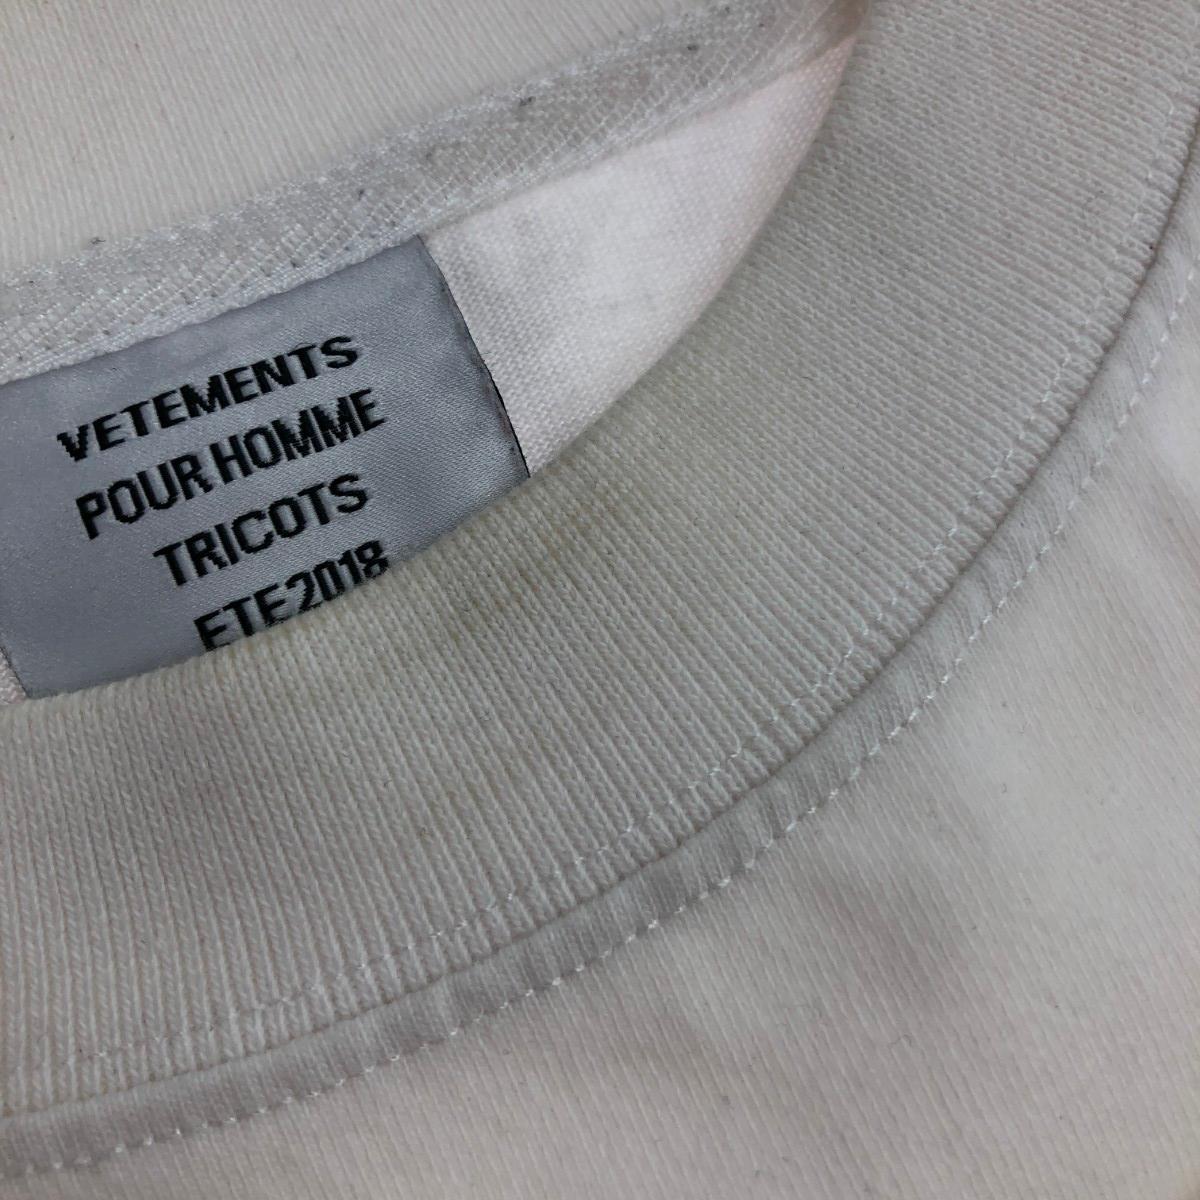 VETEMENTS
POUR HOMME
TRICOTS
ETE2018